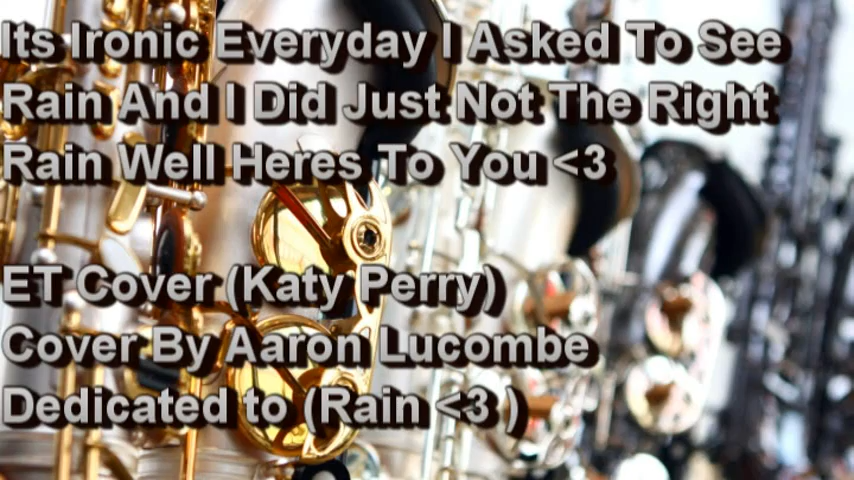 Its Ironic Everyday I Asked To See
Rain And I Did Just Not The Right
Rain Well Heres To You <3
ET Cover (Katy Perry)
Cover By Aaron Lucombe
Dedicated to (Rain <3 )